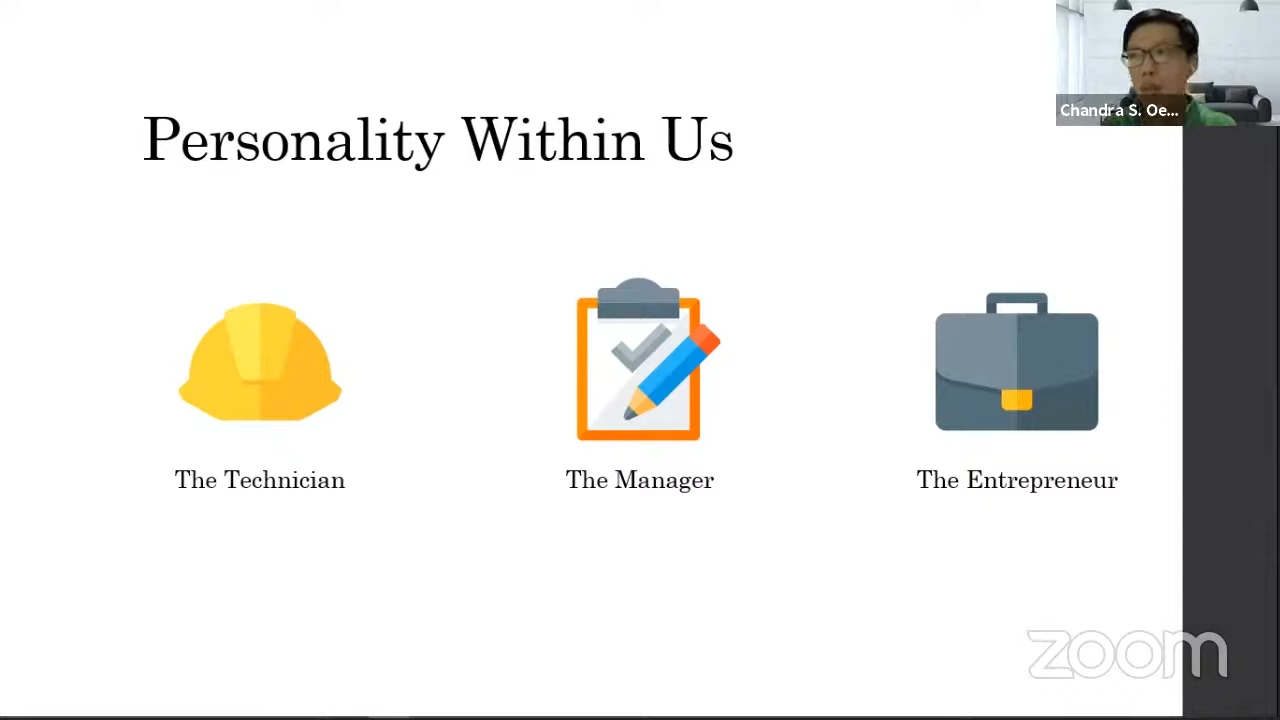 Chandra S. Oe...
Personality Within Us
The Technician
The Manager
The Entrepreneur
zoom